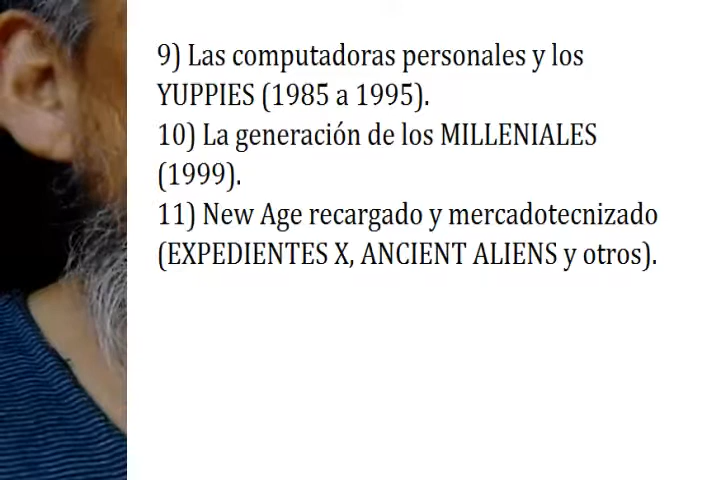 9) Las computadoras personales y los
YUPPIES (1985 a 1995).
10) La generación de los MILLENIALES
(1999).
11) New Age recargado y mercadotecnizado
(EXPEDIENTES X, ANCIENT ALIENS y otros).